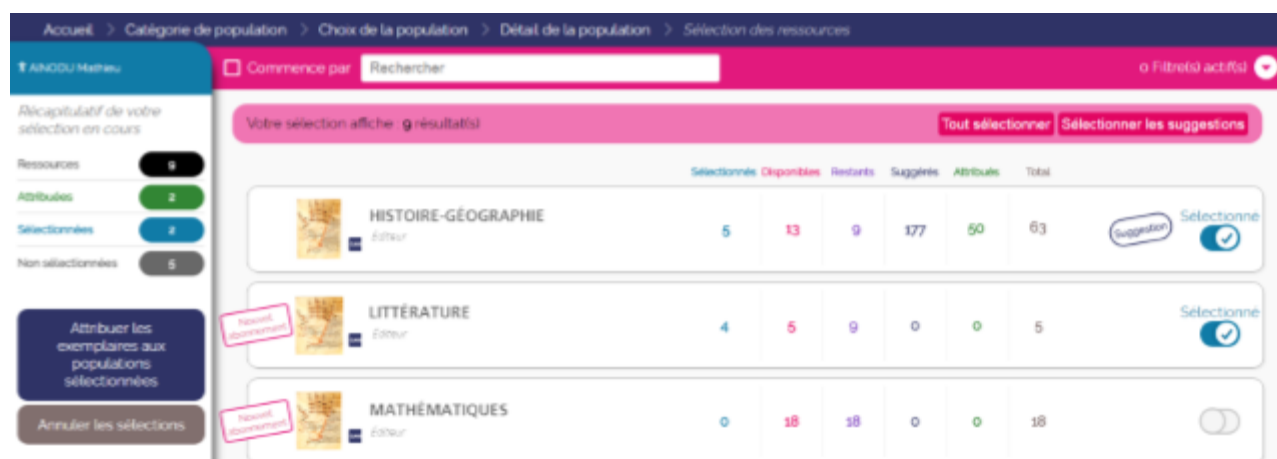 Accueil > Catégorie de population > Choix de la population > Détail de la population > Sélection des ressources
AINODU Mathieu
Commence par Rechercher 0 Filtre(s) actif(s)
Récapitulatif de votre
sélection en cours
Ressources 9
Attribuées 2
Sélectionnées 2
Non sélectionnées 5
Attribuer les
exemplaires aux
populations
sélectionnées
Annuler les sélections
Votre sélection affiche : 9 résultat(s) Tout sélectionner Sélectionner les suggestions
Sélectionnés Disponibles Restants Suggérés Attribués Total
HISTOIRE-GÉOGRAPHIE
Editeur
5 13 9 177 50 63
Suggestion
Sélectionné
Nouvel
abonnement
LITTÉRATURE
Editeur
4 5 9 0 0 5
Sélectionné
Nouvel
abonnement
MATHÉMATIQUES
Editeur
0 18 18 0 0 18